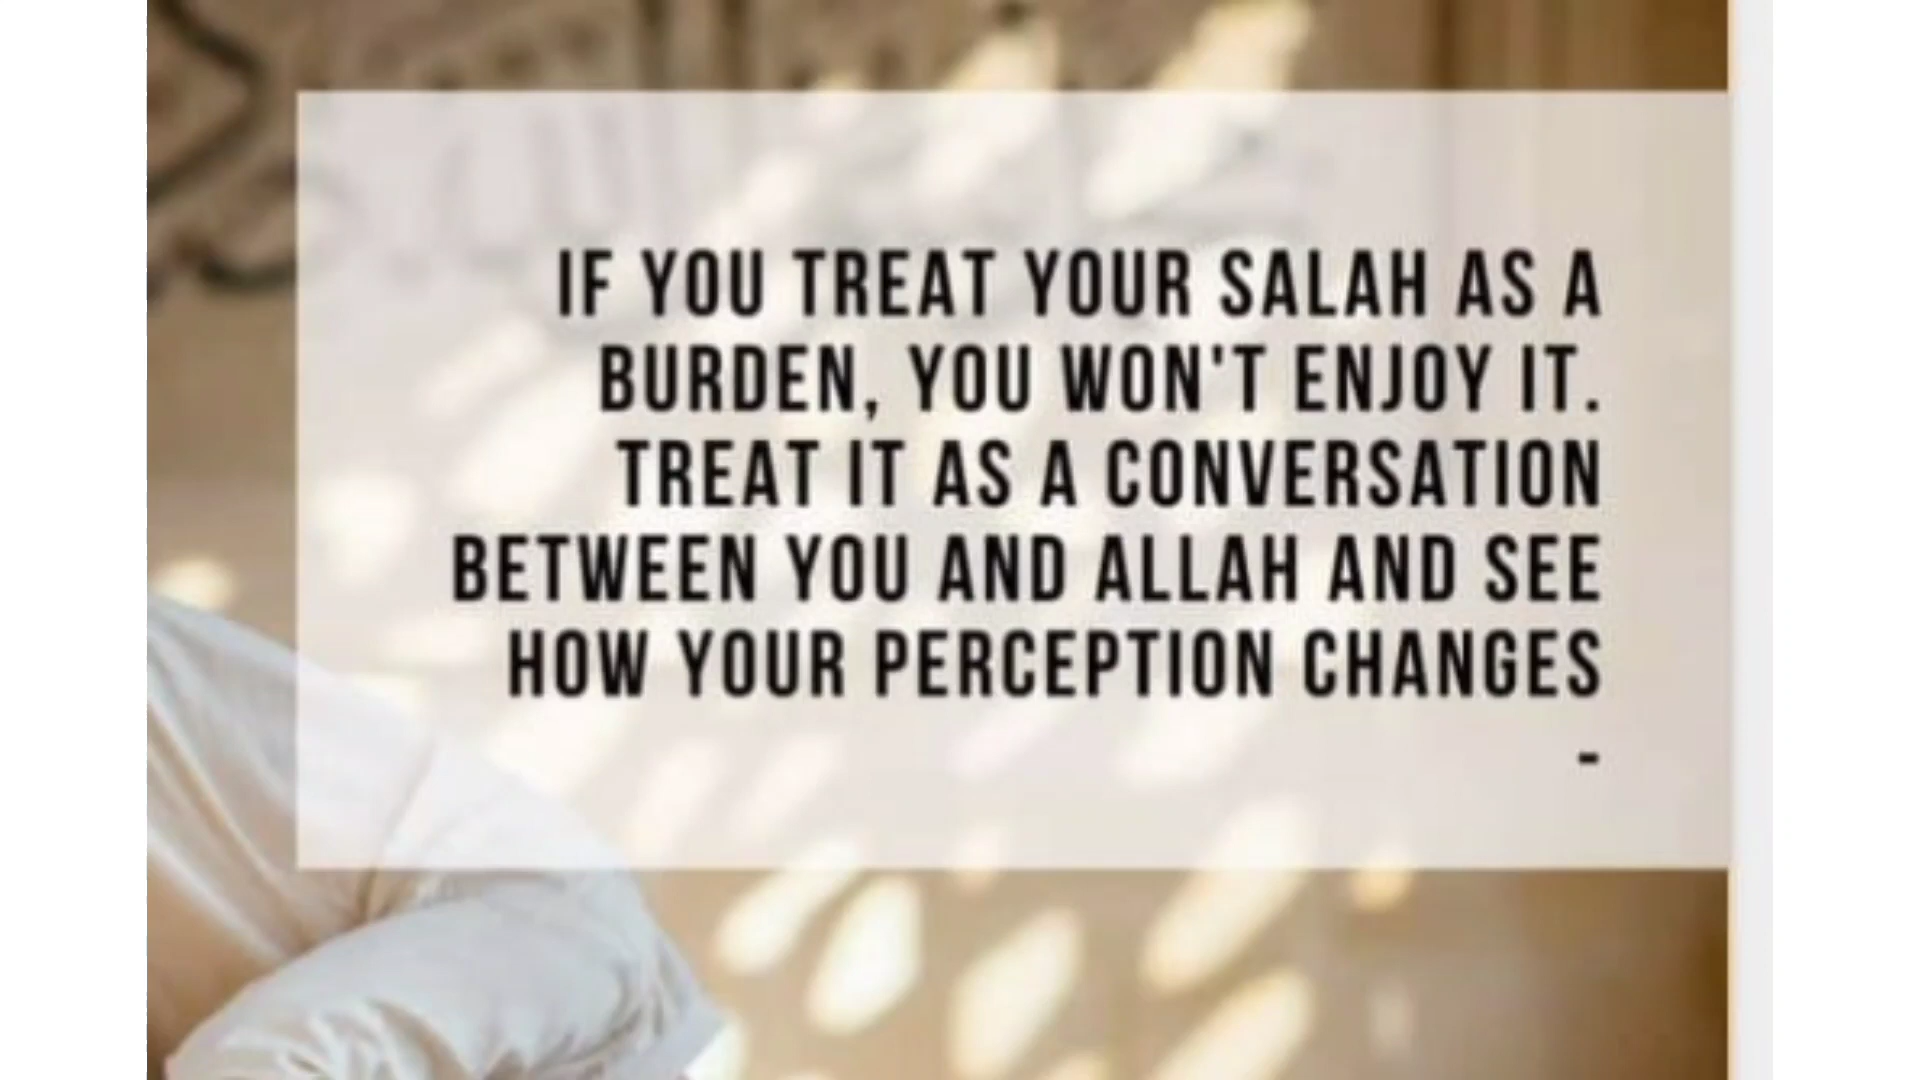 IF YOU TREAT YOUR SALAH AS A
BURDEN, YOU WON'T ENJOY IT.
TREAT IT AS A CONVERSATION
BETWEEN YOU AND ALLAH AND SEE
HOW YOUR PERCEPTION CHANGES
-